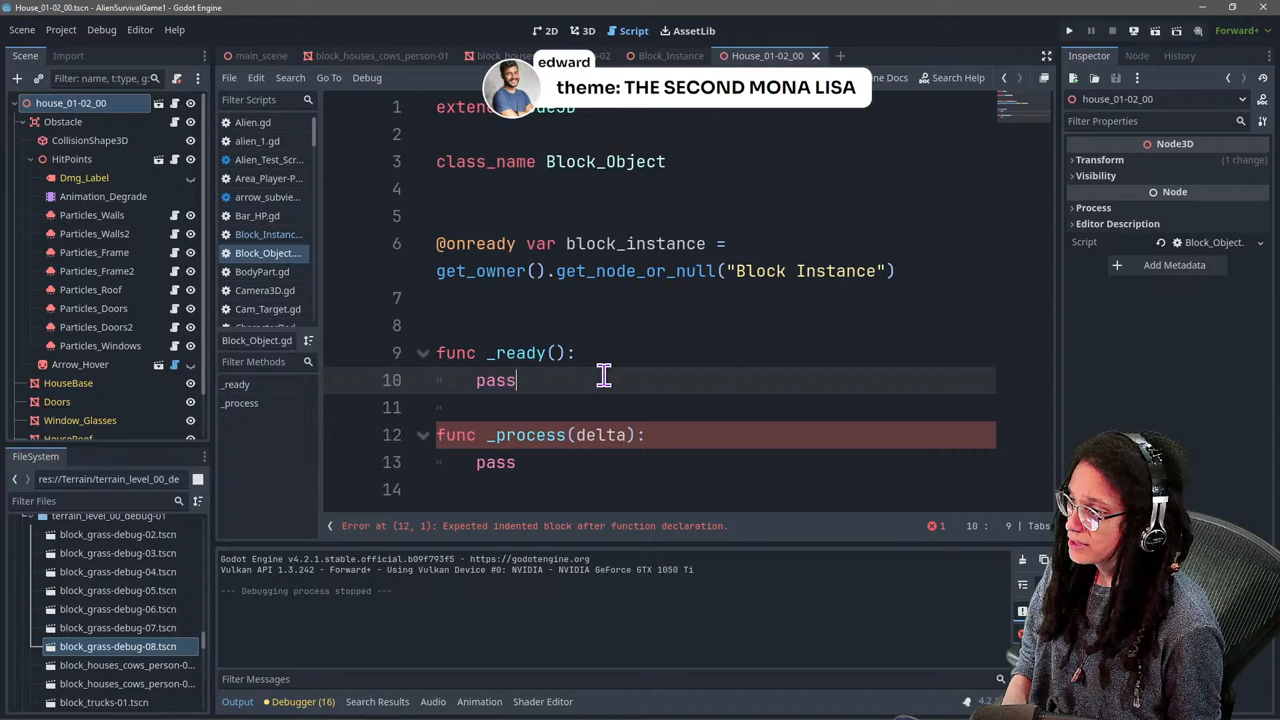 House_01-02_00.tscn - AlienSurvivalGame1 - Godot Engine
Scene Project Debug Editor Help
2D 3D Script AssetLib
Forward+
Scene Import
main_scene block_houses_cows_person-01 Block_Instance House_01-02_00
Inspector Node History
edward
theme: THE SECOND MONA LISA
Filter: name, t:type, g:
File Edit Search Go To Debug
Search Help
house_01-02_00
Obstacle
CollisionShape3D
HitPoints
Dmg_Label
Animation_Degrade
Particles_Walls
Particles_Walls2
Particles_Frame
Particles_Frame2
Particles_Roof
Particles_Doors
Particles_Doors2
Particles_Windows
Arrow_Hover
HouseBase
Doors
Window_Glasses
Filter Scripts
Alien.gd
alien_1.gd
Alien_Test_Scr...
Area_Player-P...
arrow_subvie...
Bar_HP.gd
Block_Instanc...
Block_Object....
BodyPart.gd
Camera3D.gd
Cam_Target.gd
Block_Object.gd
Filter Methods
_ready
_process
1
2
3 class_name Block_Object
4
5
6 @onready var block_instance =
get_owner().get_node_or_null("Block Instance")
7
8
9 func _ready():
10 pass
11
12 func _process(delta):
13 pass
14
Error at (12, 1): Expected indented block after function declaration.
1 10 : 9 | Tabs
house_01-02_00
Filter Properties
Node3D
Transform (1 change)
Visibility
Node
Process
Editor Description
Script Block_Object.
Add Metadata
FileSystem
res://Terrain/terrain_level_00_de
Filter Files
terrain_level_00_debug-01
block_grass-debug-02.tscn
block_grass-debug-03.tscn
block_grass-debug-04.tscn
block_grass-debug-05.tscn
block_grass-debug-06.tscn
block_grass-debug-07.tscn
block_grass-debug-08.tscn
block_houses_cows_person-0...
block_houses_cows_person-0...
block_trucks-01.tscn
Godot Engine v4.2.1.stable.official.b09f793f5 - https://godotengine.org
Vulkan API 1.3.242 - Forward+ - Using Vulkan Device #0: NVIDIA - NVIDIA GeForce GTX 1050 Ti
--- Debugging process stopped ---
Filter Messages
Output Debugger (16) Search Results Audio Animation Shader Editor